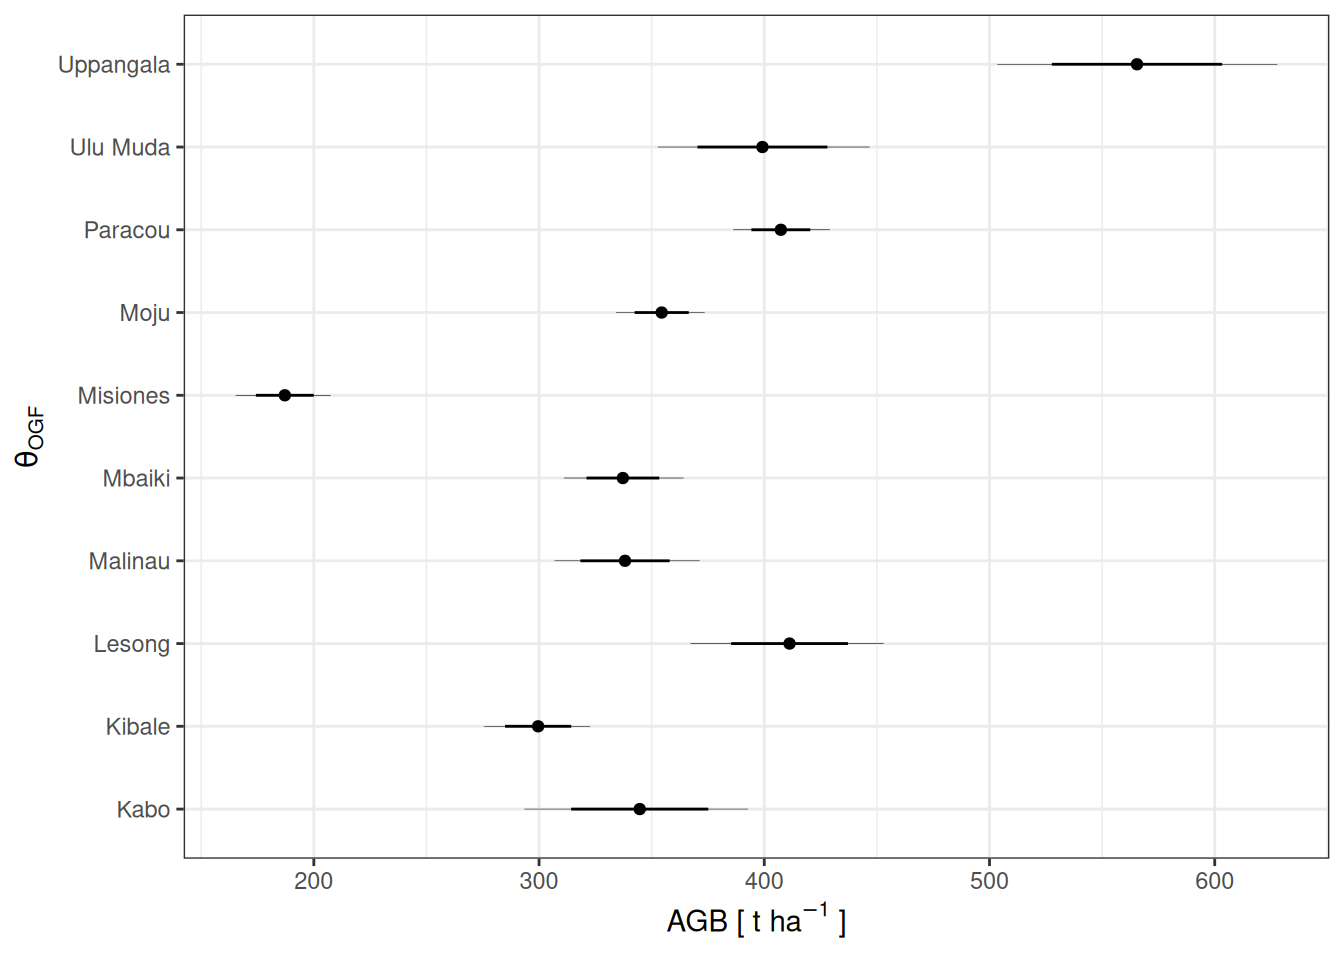 Uppangala
Ulu Muda
Paracou
Moju
Misiones
Mbaiki
Malinau
Lesong
Kibale
Kabo
θOGF
200 300 400 500 600
AGB [ t ha⁻¹ ]